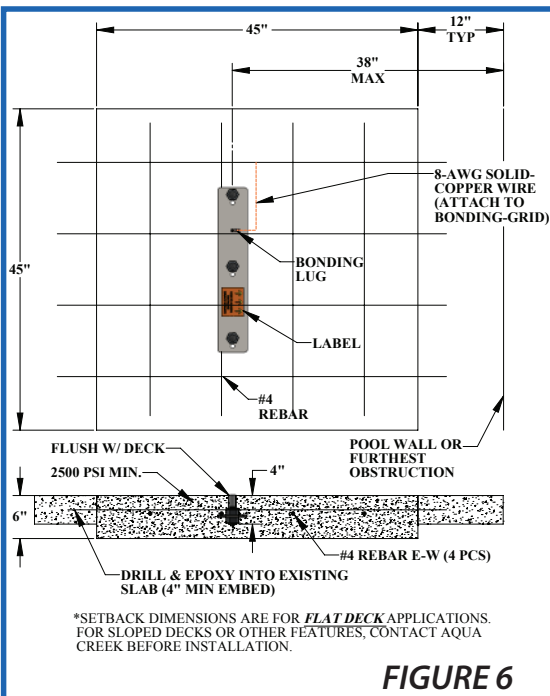 45"
12"
TYP
38"
MAX
8-AWG SOLID-
COPPER WIRE
(ATTACH TO
BONDING-GRID)
45"
BONDING
LUG
LABEL
#4
REBAR
POOL WALL OR
FURTHEST
OBSTRUCTION
FLUSH W/ DECK
2500 PSI MIN.
4"
6"
#4 REBAR E-W (4 PCS)
DRILL & EPOXY INTO EXISTING
SLAB (4" MIN EMBED)
*SETBACK DIMENSIONS ARE FOR FLAT DECK APPLICATIONS.
FOR SLOPED DECKS OR OTHER FEATURES, CONTACT AQUA
CREEK BEFORE INSTALLATION.
FIGURE 6